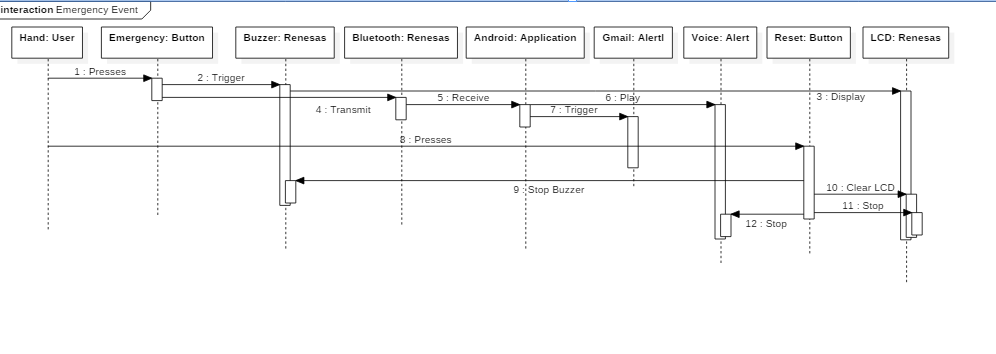 interaction Emergency Event
Hand: User
Emergency: Button
Buzzer: Renesas
Bluetooth: Renesas
Android: Application
Gmail: Alertl
Voice: Alert
Reset: Button
LCD: Renesas
1 : Presses
2 : Trigger
3 : Display
4 : Transmit
5 : Receive
6 : Play
7 : Trigger
8 : Presses
9 : Stop Buzzer
10 : Clear LCD
11 : Stop
12 : Stop